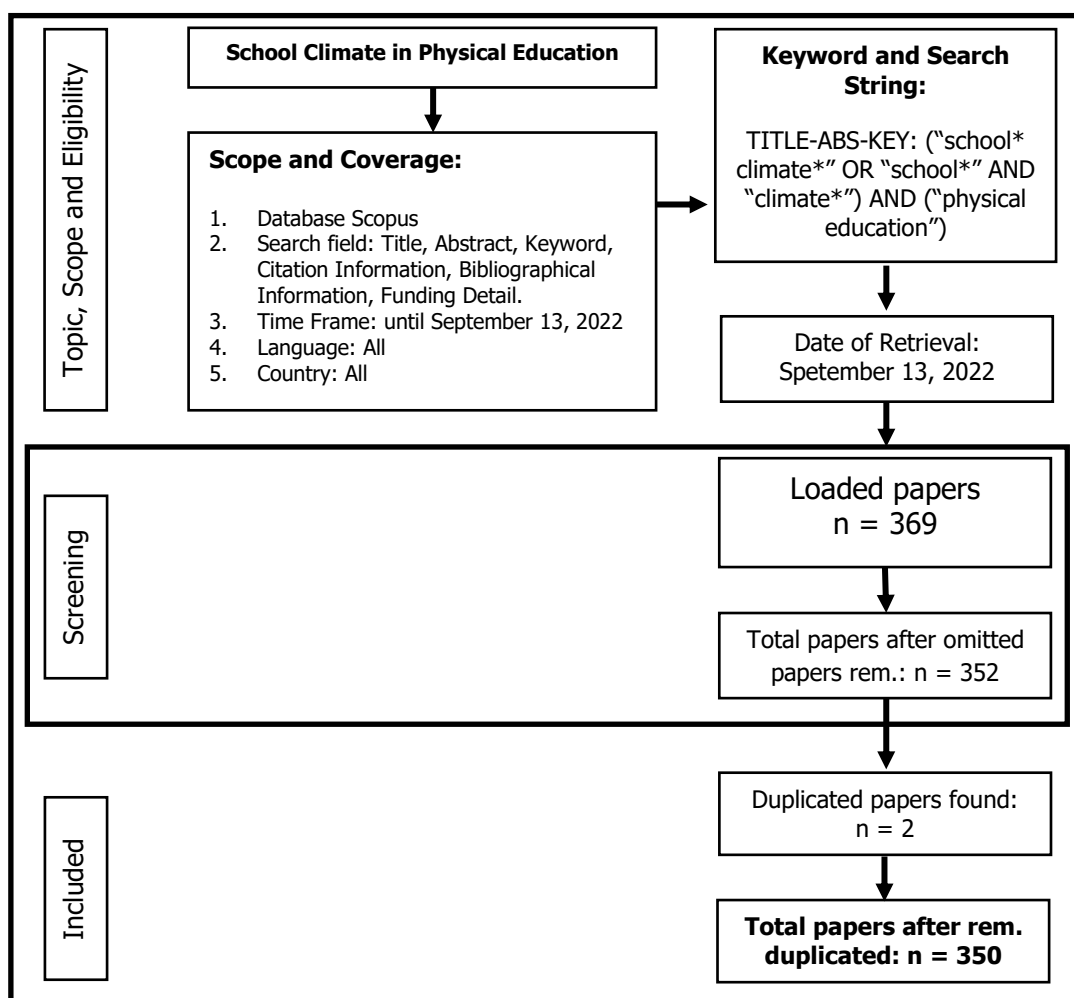 Topic, Scope and Eligibility
School Climate in Physical Education
Scope and Coverage:
1. Database Scopus
2. Search field: Title, Abstract, Keyword,
Citation Information, Bibliographical
Information, Funding Detail.
3. Time Frame: until September 13, 2022
4. Language: All
5. Country: All
Keyword and Search
String:
TITLE-ABS-KEY: (“school*
climate*” OR “school*” AND
“climate*”) AND (“physical
education”)
Date of Retrieval:
Spetember 13, 2022
Screening
Loaded papers
n = 369
Total papers after omitted
papers rem.: n = 352
Included
Duplicated papers found:
n = 2
Total papers after rem.
duplicated: n = 350